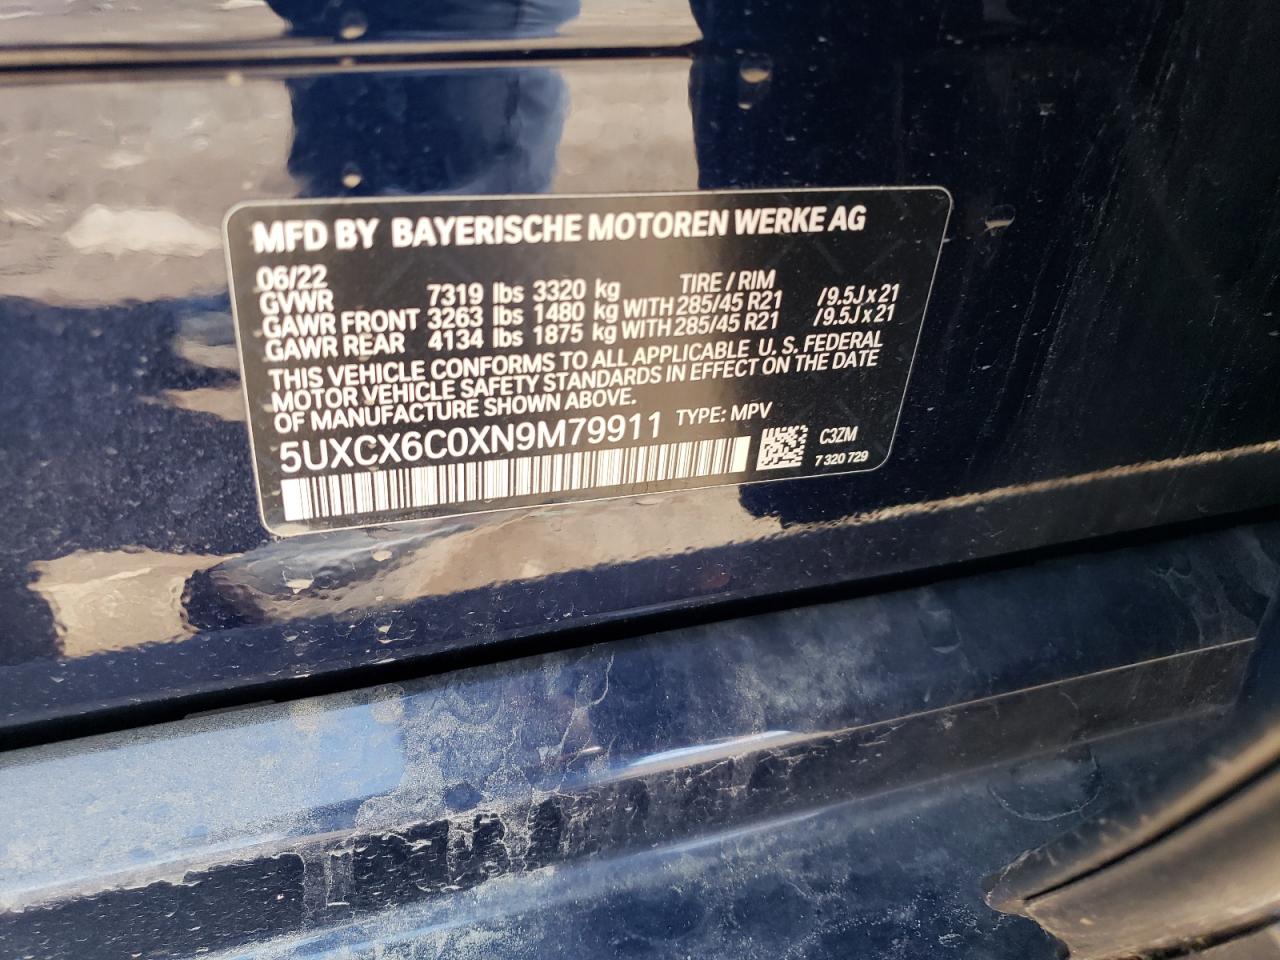 MFD BY BAYERISCHE MOTOREN WERKE AG
06/22 TIRE / RIM
GVWR 7319 lbs 3320 kg
GAWR FRONT 3263 lbs 1480 kg WITH 285/45 R21 /9.5J x 21
GAWR REAR 4134 lbs 1875 kg WITH 285/45 R21 /9.5J x 21
THIS VEHICLE CONFORMS TO ALL APPLICABLE U. S. FEDERAL
MOTOR VEHICLE SAFETY STANDARDS IN EFFECT ON THE DATE
OF MANUFACTURE SHOWN ABOVE.
5UXCX6C0XN9M79911 TYPE: MPV
C3ZM
7 320 729